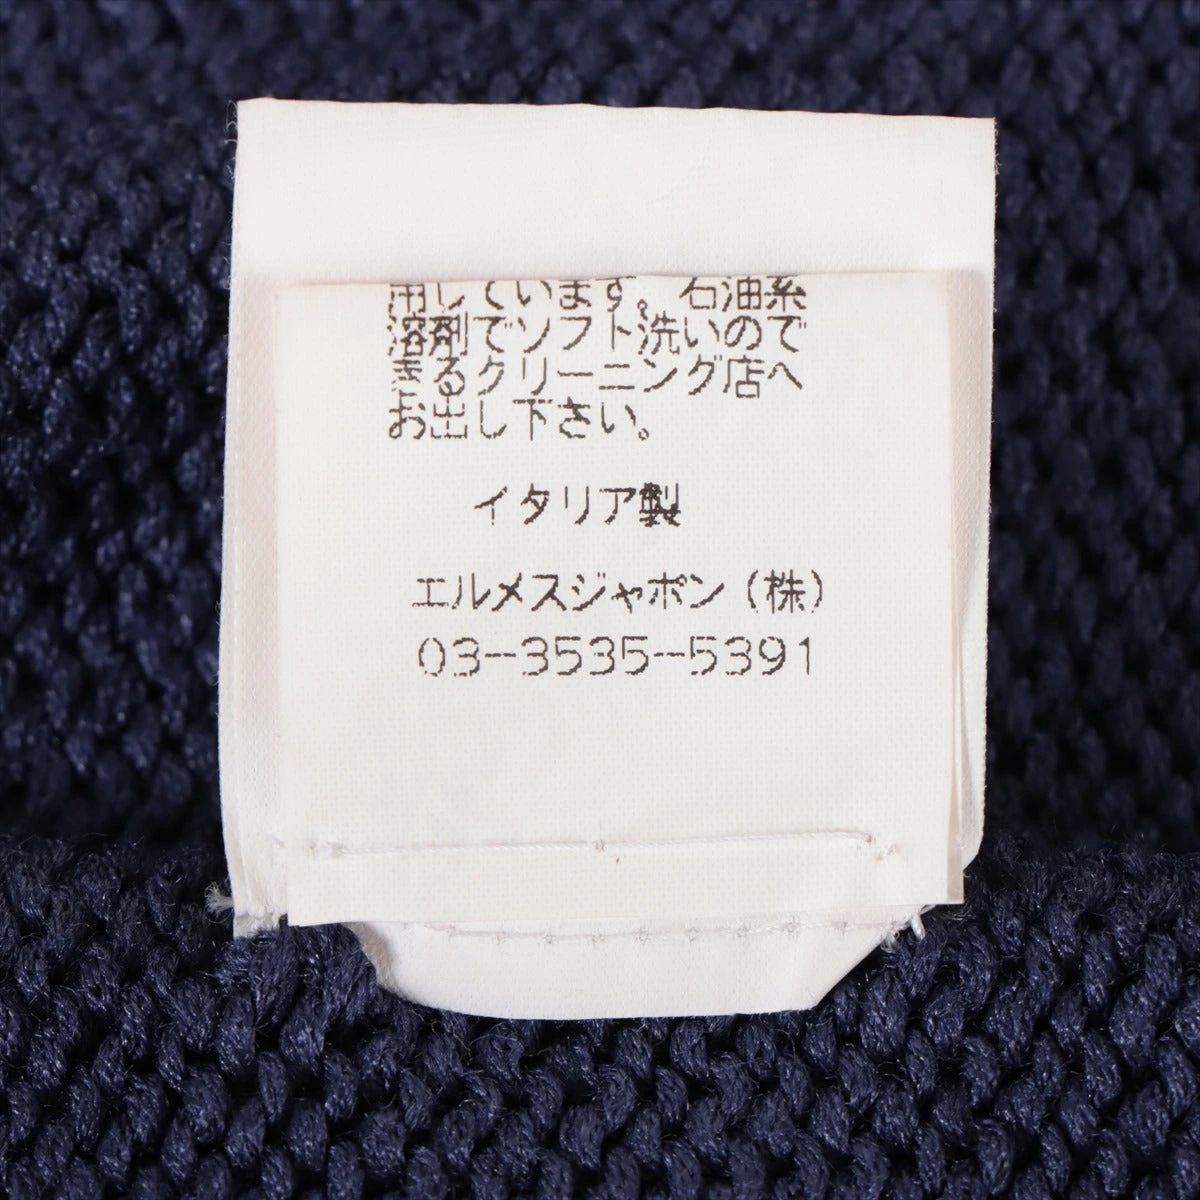 用しています。石油系
溶剤でソフト洗いので
きるクリーニング店へ
お出し下さい。
イタリア製
エルメスジャポン(株)
03-3535-5391